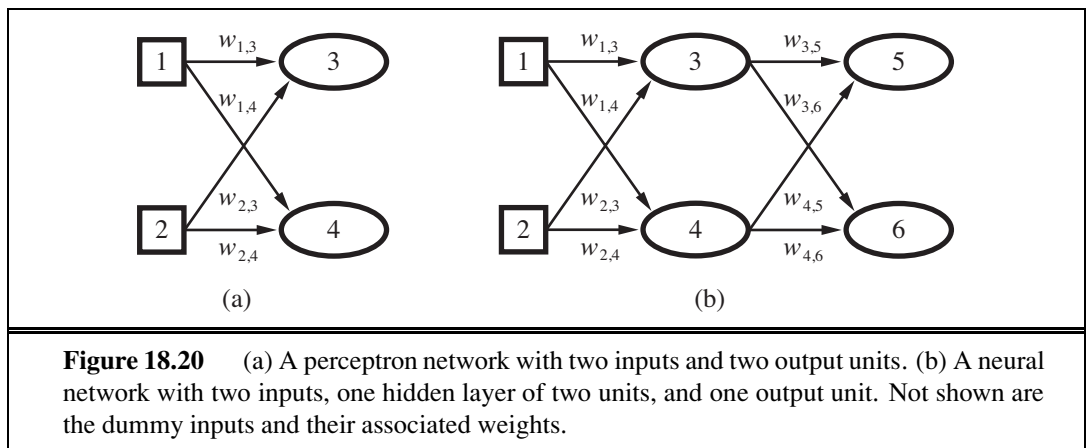 1 w1,3 3
w1,4
w2,3
2 w2,4 4
(a)
1 w1,3 3 w3,5 5
w1,4 w3,6
w2,3 w4,5
2 w2,4 4 w4,6 6
(b)
Figure 18.20 (a) A perceptron network with two inputs and two output units. (b) A neural
network with two inputs, one hidden layer of two units, and one output unit. Not shown are
the dummy inputs and their associated weights.